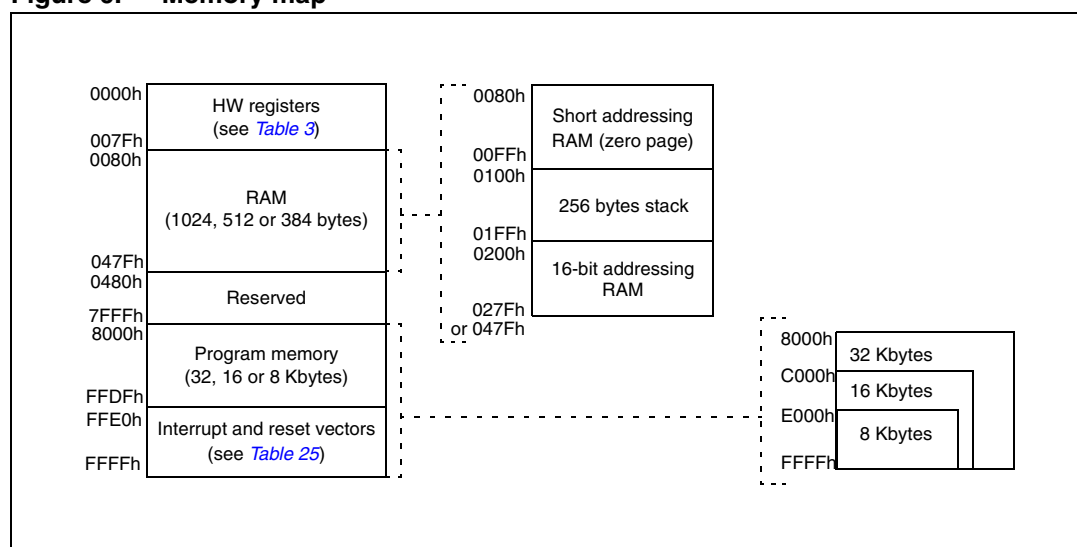 Figure Memory map
0000h
HW registers
(see Table 3)
007Fh
0080h
RAM
(1024, 512 or 384 bytes)
047Fh
0480h
Reserved
7FFFh
8000h
Program memory
(32, 16 or 8 Kbytes)
FFDFh
FFE0h
Interrupt and reset vectors
(see Table 25)
FFFFh
0080h
Short addressing
RAM (zero page)
00FFh
0100h
256 bytes stack
01FFh
0200h
16-bit addressing
RAM
027Fh
or 047Fh
8000h
32 Kbytes
C000h
16 Kbytes
E000h
8 Kbytes
FFFFh